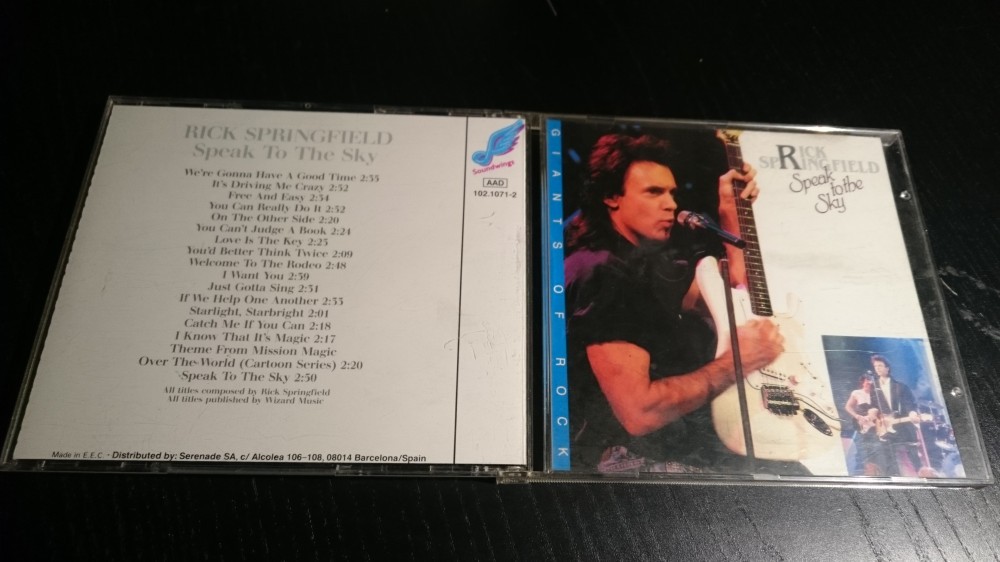 RICK SPRINGFIELD
Speak To The Sky
We're Gonna Have A Good Time 2:35
It's Driving Me Crazy 2:52
Free And Easy 2:54
You Can Really Do It 2:52
On The Other Side 2:20
You Can't Judge A Book 2:24
Love Is The Key 2:25
You'd Better Think Twice 2:09
Welcome To The Rodeo 2:48
I Want You 2:59
Just Gotta Sing 2:51
If We Help One Another 2:55
Starlight, Starbright 2:01
Catch Me If You Can 2:18
I Know That It's Magic 2:17
Theme From Mission Magic
Over The World (Cartoon Series) 2:20
Speak To The Sky 2:50
All titles composed by Rick Springfield
All titles published by Wizard Music
Made in E.E.C. · Distributed by: Serenade SA, c/ Alcolea 106-108, 08014 Barcelona/Spain
Soundwings
AAD
102.1071-2
GIANTS OF ROCK
RICK
SPRINGFIELD
Speak
to the
Sky